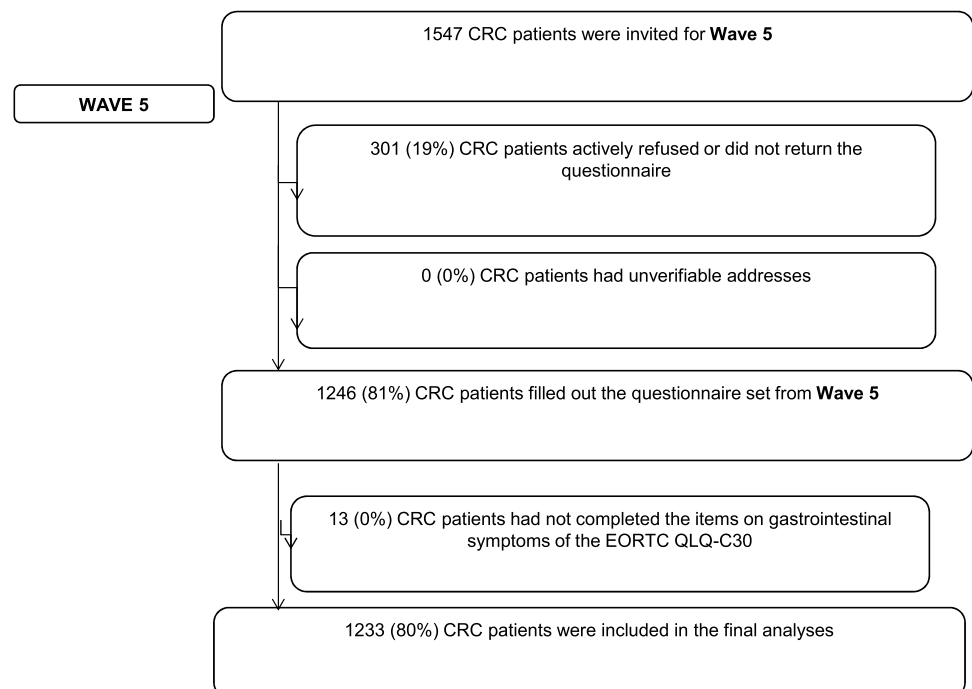 1547 CRC patients were invited for Wave 5
WAVE 5
301 (19%) CRC patients actively refused or did not return the
questionnaire
0 (0%) CRC patients had unverifiable addresses
1246 (81%) CRC patients filled out the questionnaire set from Wave 5
13 (0%) CRC patients had not completed the items on gastrointestinal
symptoms of the EORTC QLQ-C30
1233 (80%) CRC patients were included in the final analyses